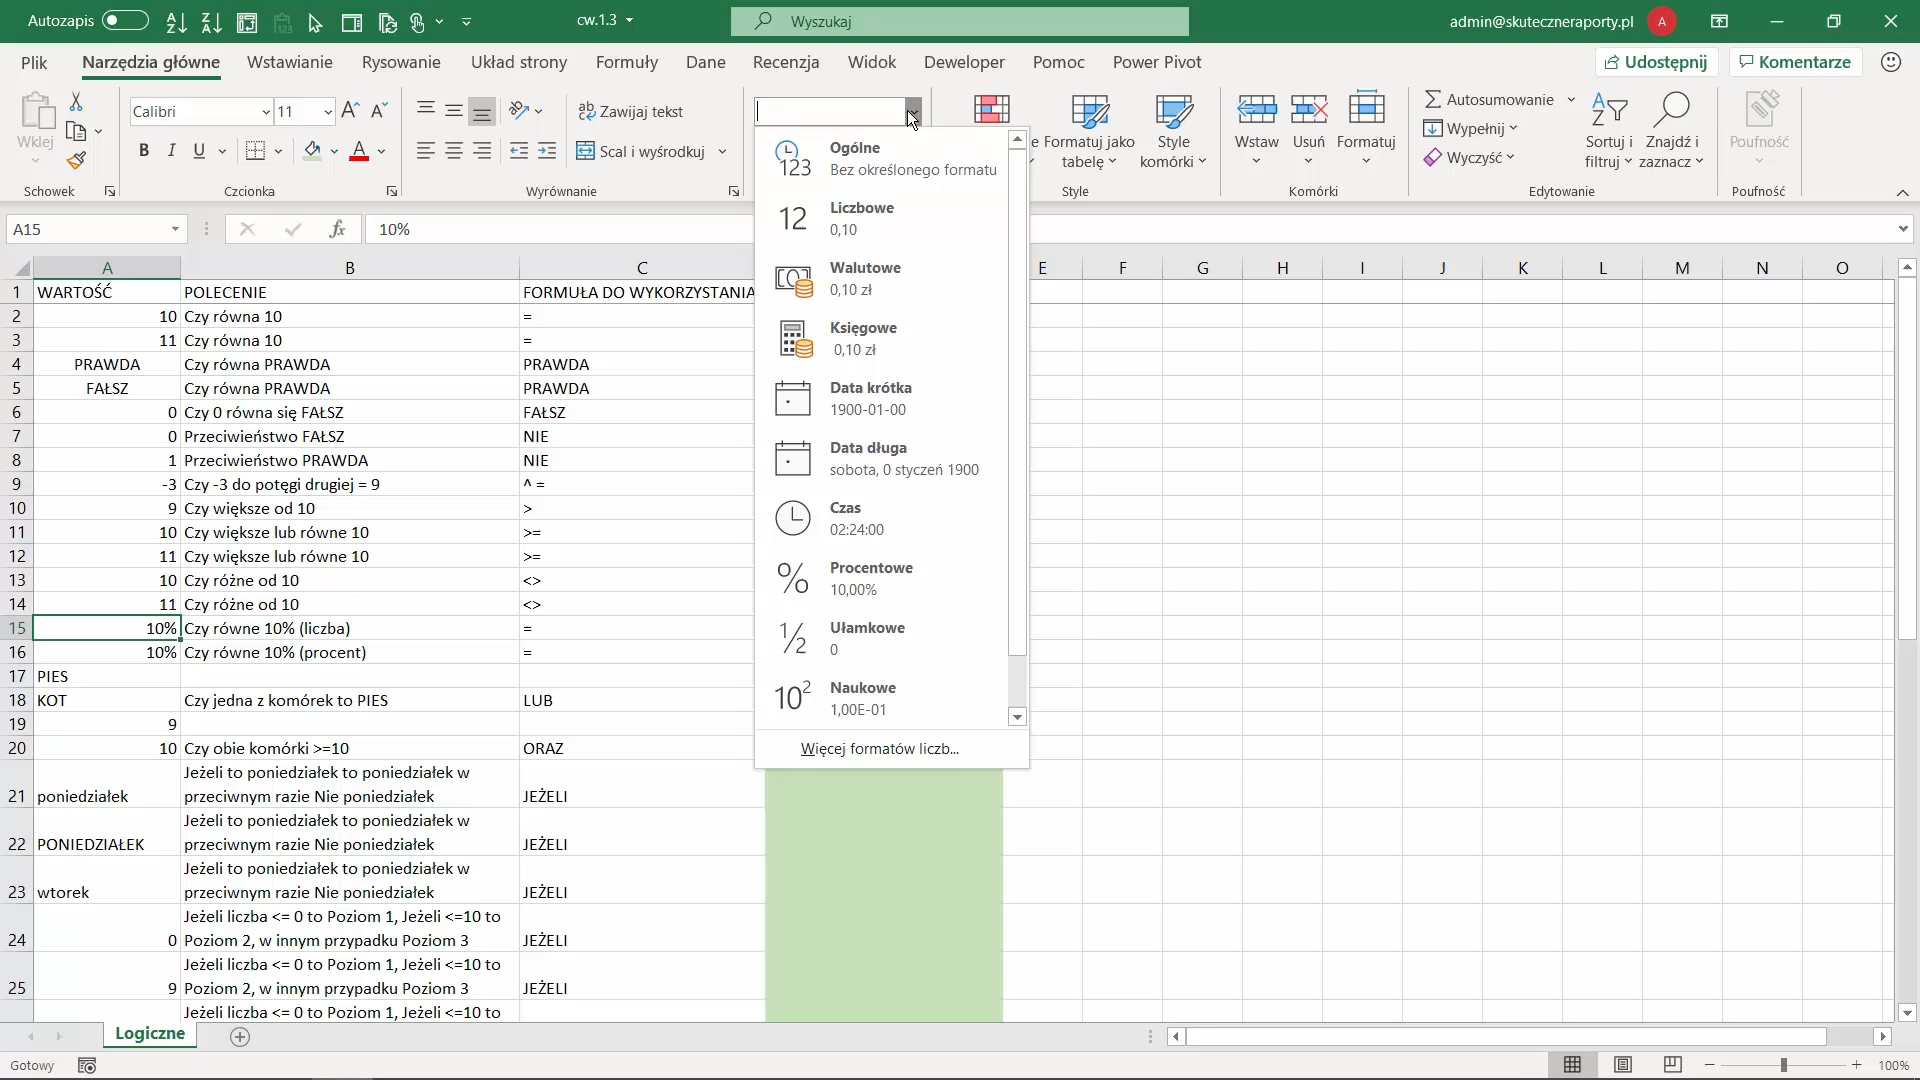 Autozapis
cw.1.3
Wyszukaj
admin@skuteczneraporty.pl
A
Plik
Narzędzia główne
Wstawianie
Rysowanie
Układ strony
Formuły
Dane
Recenzja
Widok
Deweloper
Pomoc
Power Pivot
Udostępnij
Komentarze
Wklej
Schowek
Calibri
11
Czcionka
Zawijaj tekst
Scal i wyśrodkuj
Wyrównanie
e Formatuj jako tabelę
Style komórki
Style
Wstaw
Usuń
Formatuj
Komórki
Autosumowanie
Wypełnij
Wyczyść
Sortuj i filtruj
Znajdź i zaznacz
Edytowanie
Poufność
Poufność
A15
fx
10%
A B C E F G H I J K L M N O
1 WARTOŚĆ POLECENIE FORMUŁA DO WYKORZYSTANIA
2 10 Czy równa 10 =
3 11 Czy równa 10 =
4 PRAWDA Czy równa PRAWDA PRAWDA
5 FAŁSZ Czy równa PRAWDA PRAWDA
6 0 Czy 0 równa się FAŁSZ FAŁSZ
7 0 Przeciwieństwo FAŁSZ NIE
8 1 Przeciwieństwo PRAWDA NIE
9 -3 Czy -3 do potęgi drugiej = 9 ^ =
10 9 Czy większe od 10 >
11 10 Czy większe lub równe 10 >=
12 11 Czy większe lub równe 10 >=
13 10 Czy różne od 10 <>
14 11 Czy różne od 10 <>
15 10% Czy równe 10% (liczba) =
16 10% Czy równe 10% (procent) =
17 PIES
18 KOT Czy jedna z komórek to PIES LUB
19 9
20 10 Czy obie komórki >=10 ORAZ
Jeżeli to poniedziałek to poniedziałek w
21 poniedziałek przeciwnym razie Nie poniedziałek JEŻELI
Jeżeli to poniedziałek to poniedziałek w
22 PONIEDZIAŁEK przeciwnym razie Nie poniedziałek JEŻELI
Jeżeli to poniedziałek to poniedziałek w
23 wtorek przeciwnym razie Nie poniedziałek JEŻELI
Jeżeli liczba <= 0 to Poziom 1, Jeżeli <=10 to
24 0 Poziom 2, w innym przypadku Poziom 3 JEŻELI
Jeżeli liczba <= 0 to Poziom 1, Jeżeli <=10 to
25 9 Poziom 2, w innym przypadku Poziom 3 JEŻELI
Jeżeli liczba <= 0 to Poziom 1, Jeżeli <=10 to
123
Ogólne
Bez określonego formatu
12
Liczbowe
0,10
Walutowe
0,10 zł
Księgowe
0,10 zł
Data krótka
1900-01-00
Data długa
sobota, 0 styczeń 1900
Czas
02:24:00
%
Procentowe
10,00%
½
Ułamkowe
0
10²
Naukowe
1,00E-01
Więcej formatów liczb...
Logiczne
Gotowy
100%